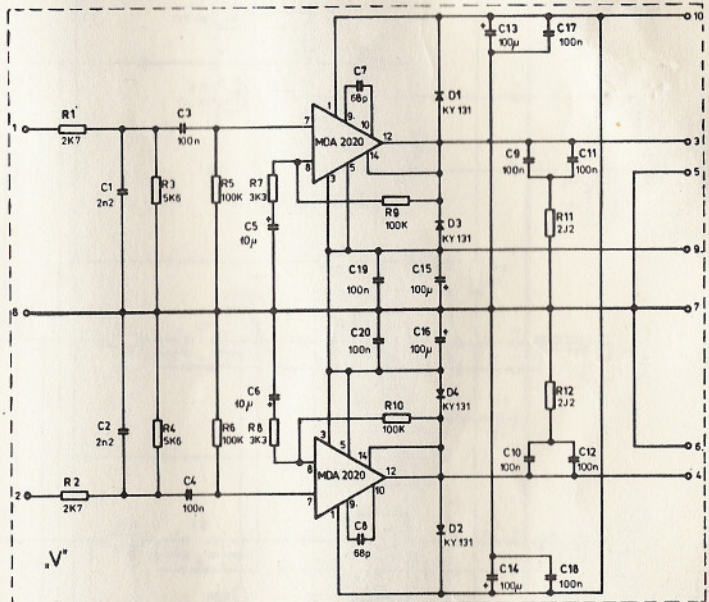 C13
100µ
C17
100n
10
C7
68p
D1
KY 131
R1
C3
1
2K7
100n
7
1
9
10
MDA 2020
12
3
14
8
3
5
C9
100n
C11
100n
5
C1
2n2
R3
5K6
R5
100K
R7
3K3
R9
100K
C5
10µ
D3
KY 131
R11
2J2
9
C19
100n
C15
100µ
8
7
C20
100n
C16
100µ
C6
10µ
D4
KY131
R12
2J2
C2
2n2
R4
5K6
R6
100K
R8
3K3
R10
100K
3
5
14
C10
100n
C12
100n
6
8
MDA 2020
12
4
R2
2K7
2
C4
100n
7
9
10
1
C8
68p
D2
KY 131
„V"
C14
100µ
C18
100n